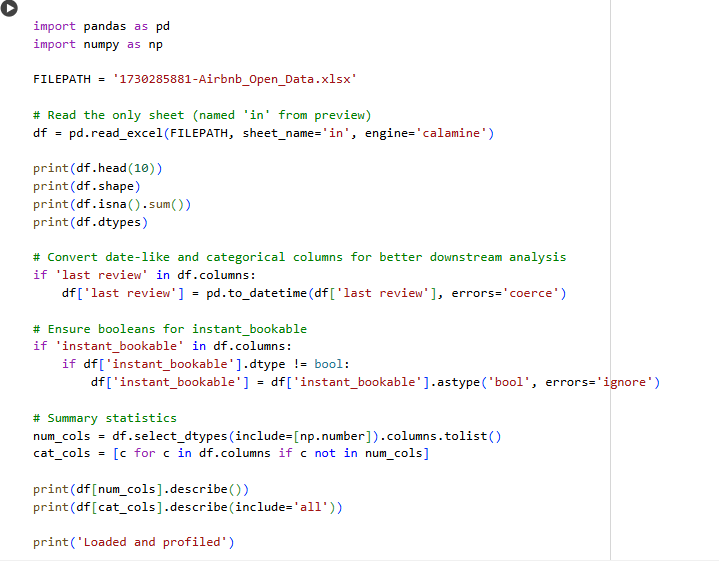 import pandas as pd
import numpy as np
FILEPATH = '1730285881-Airbnb_Open_Data.xlsx'
# Read the only sheet (named 'in' from preview)
df = pd.read_excel(FILEPATH, sheet_name='in', engine='calamine')
print(df.head(10))
print(df.shape)
print(df.isna().sum())
print(df.dtypes)
# Convert date-like and categorical columns for better downstream analysis
if 'last review' in df.columns:
    df['last review'] = pd.to_datetime(df['last review'], errors='coerce')
# Ensure booleans for instant_bookable
if 'instant_bookable' in df.columns:
    if df['instant_bookable'].dtype != bool:
        df['instant_bookable'] = df['instant_bookable'].astype('bool', errors='ignore')
# Summary statistics
num_cols = df.select_dtypes(include=[np.number]).columns.tolist()
cat_cols = [c for c in df.columns if c not in num_cols]
print(df[num_cols].describe())
print(df[cat_cols].describe(include='all'))
print('Loaded and profiled')